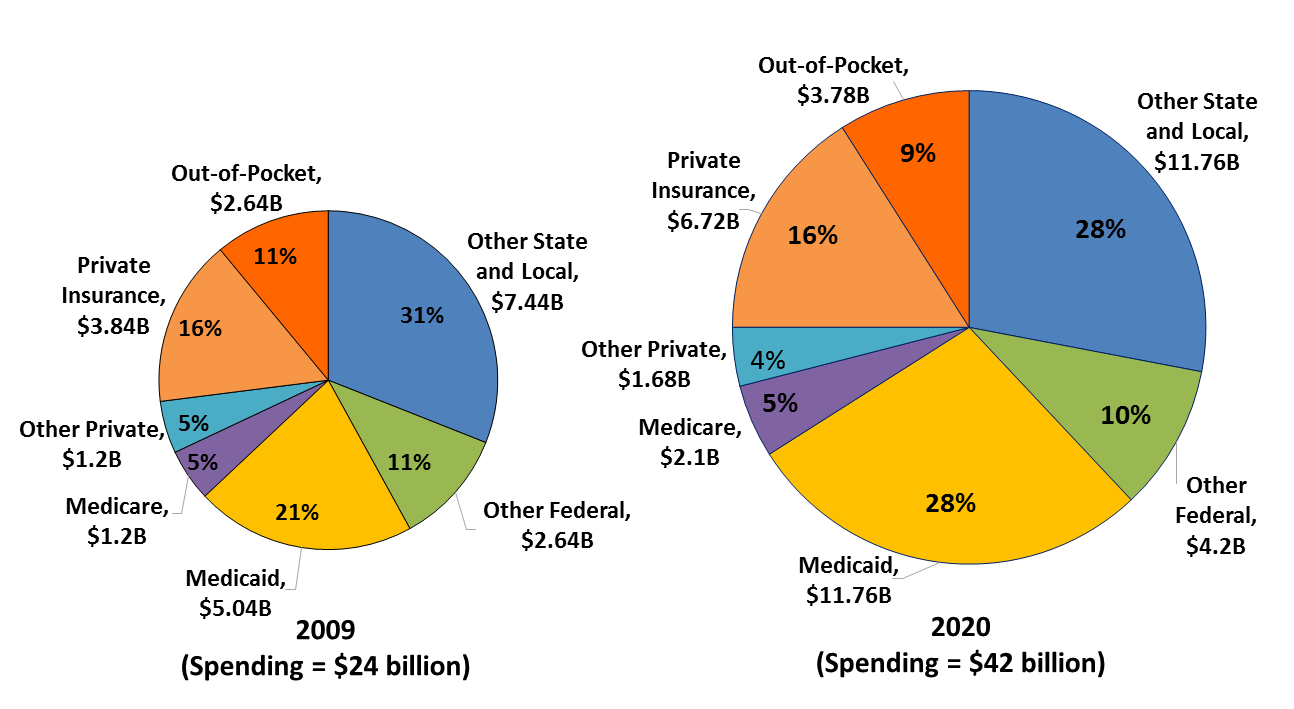 Out-of-Pocket,
$2.64B
Other State
and Local,
$7.44B
Private
Insurance,
$3.84B
11%
31%
16%
5%
Other Private,
$1.2B
5%
11%
Medicare,
$1.2B
21%
Other Federal,
$2.64B
Medicaid,
$5.04B
2009
(Spending = $24 billion)
Out-of-Pocket,
$3.78B
Other State
and Local,
$11.76B
Private
Insurance,
$6.72B
9%
28%
16%
Other Private,
$1.68B
4%
5%
10%
Medicare,
$2.1B
28%
Other
Federal,
$4.2B
Medicaid,
$11.76B
2020
(Spending = $42 billion)